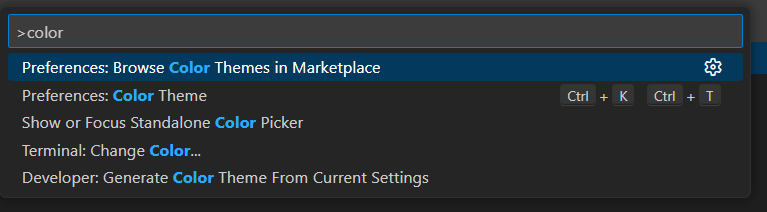 >color
Preferences: Browse Color Themes in Marketplace
Preferences: Color Theme Ctrl + K Ctrl + T
Show or Focus Standalone Color Picker
Terminal: Change Color...
Developer: Generate Color Theme From Current Settings